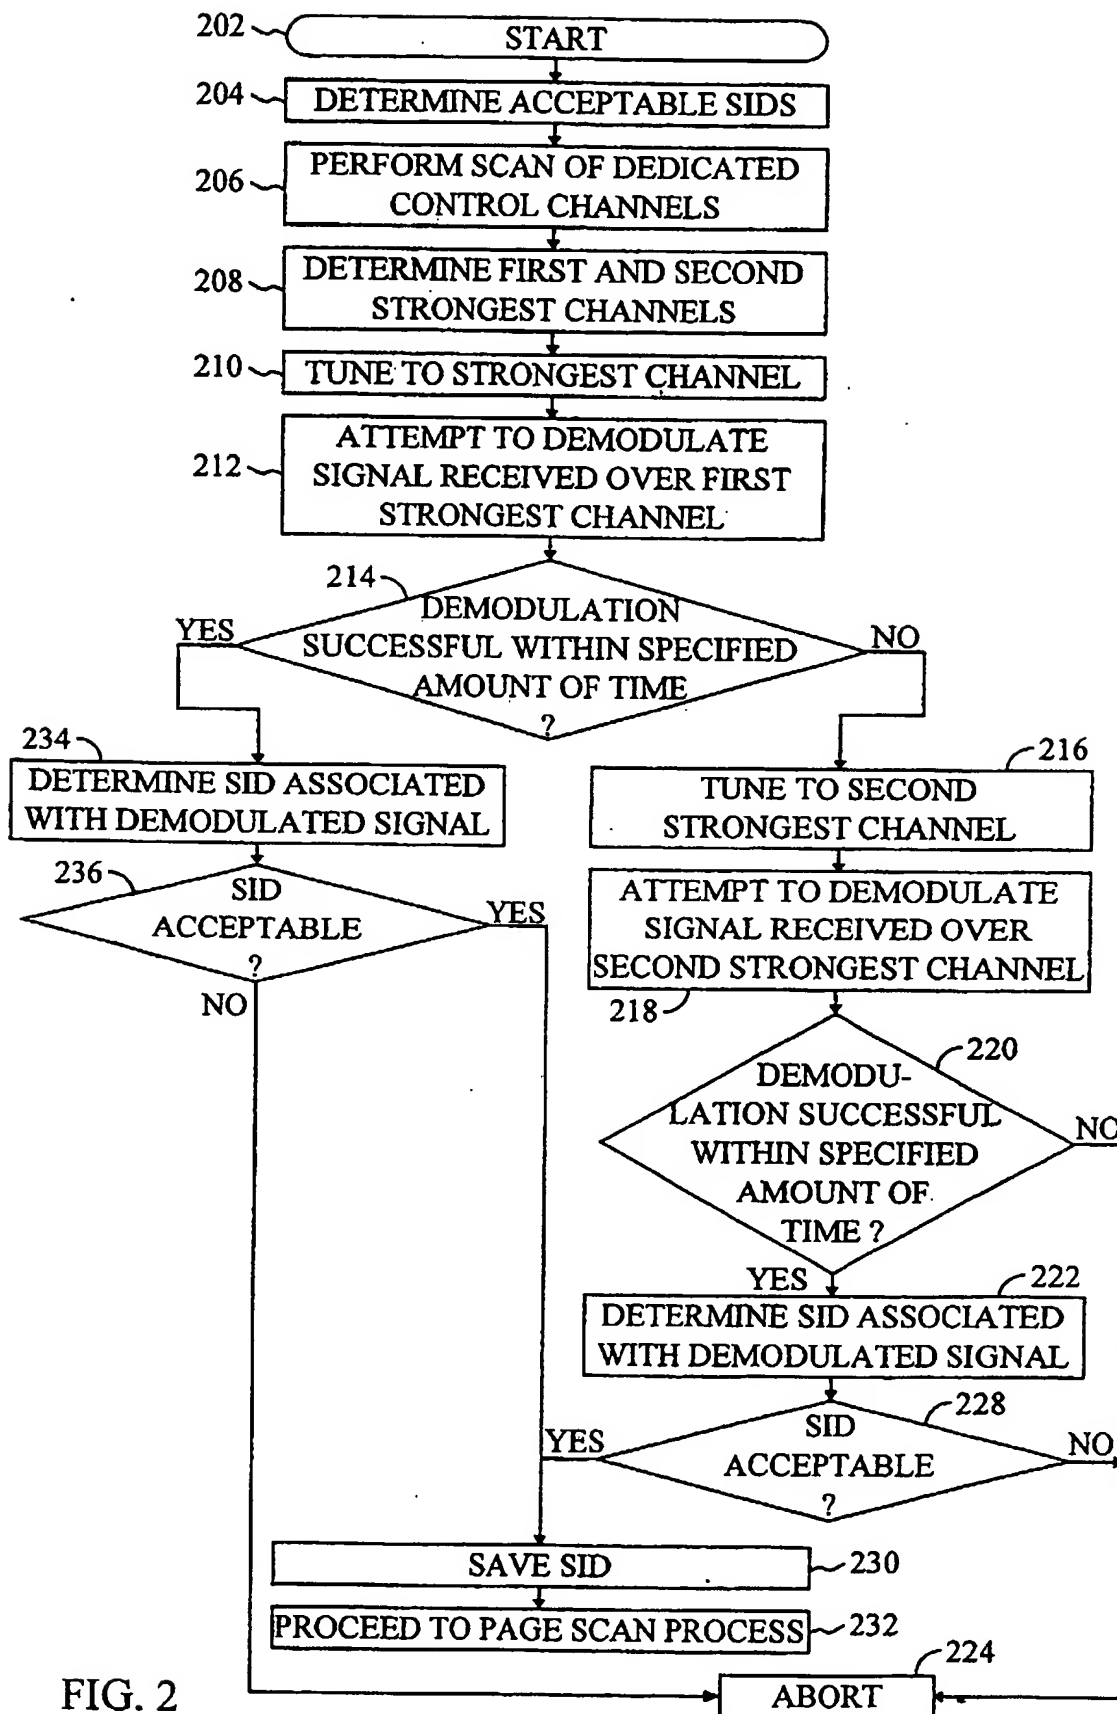 202
START
204
DETERMINE ACCEPTABLE SIDS
206
PERFORM SCAN OF DEDICATED
CONTROL CHANNELS
208
DETERMINE FIRST AND SECOND
STRONGEST CHANNELS
210
TUNE TO STRONGEST CHANNEL
212
ATTEMPT TO DEMODULATE
SIGNAL RECEIVED OVER FIRST
STRONGEST CHANNEL
214
DEMODULATION
SUCCESSFUL WITHIN SPECIFIED
AMOUNT OF TIME
?
YES
NO
234
DETERMINE SID ASSOCIATED
WITH DEMODULATED SIGNAL
236
SID
ACCEPTABLE
?
YES
NO
216
TUNE TO SECOND
STRONGEST CHANNEL
ATTEMPT TO DEMODULATE
SIGNAL RECEIVED OVER
SECOND STRONGEST CHANNEL
218
220
DEMODU-
LATION SUCCESSFUL
WITHIN SPECIFIED
AMOUNT OF
TIME ?
NO
YES
222
DETERMINE SID ASSOCIATED
WITH DEMODULATED SIGNAL
228
SID
ACCEPTABLE
?
YES
NO
SAVE SID
230
PROCEED TO PAGE SCAN PROCESS
232
224
ABORT
FIG. 2